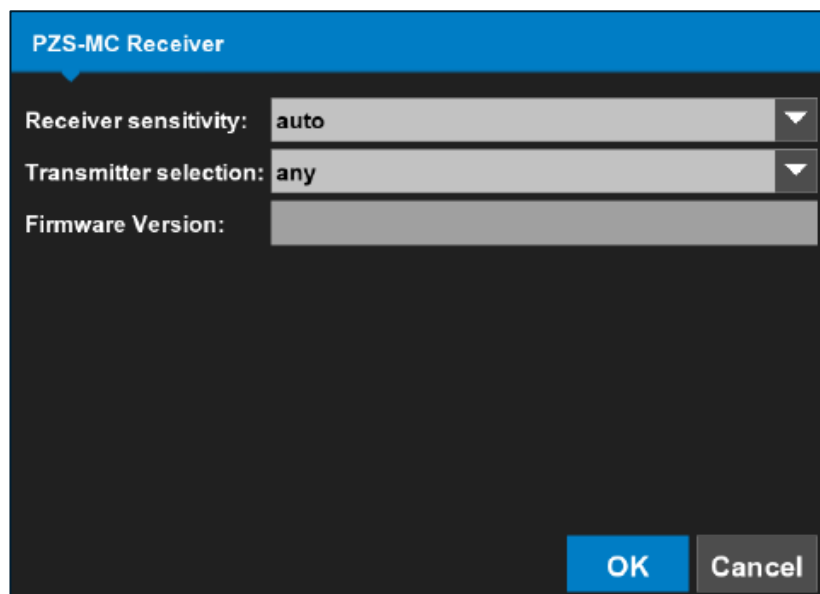 PZS-MC Receiver
Receiver sensitivity: auto
Transmitter selection: any
Firmware Version:
OK Cancel